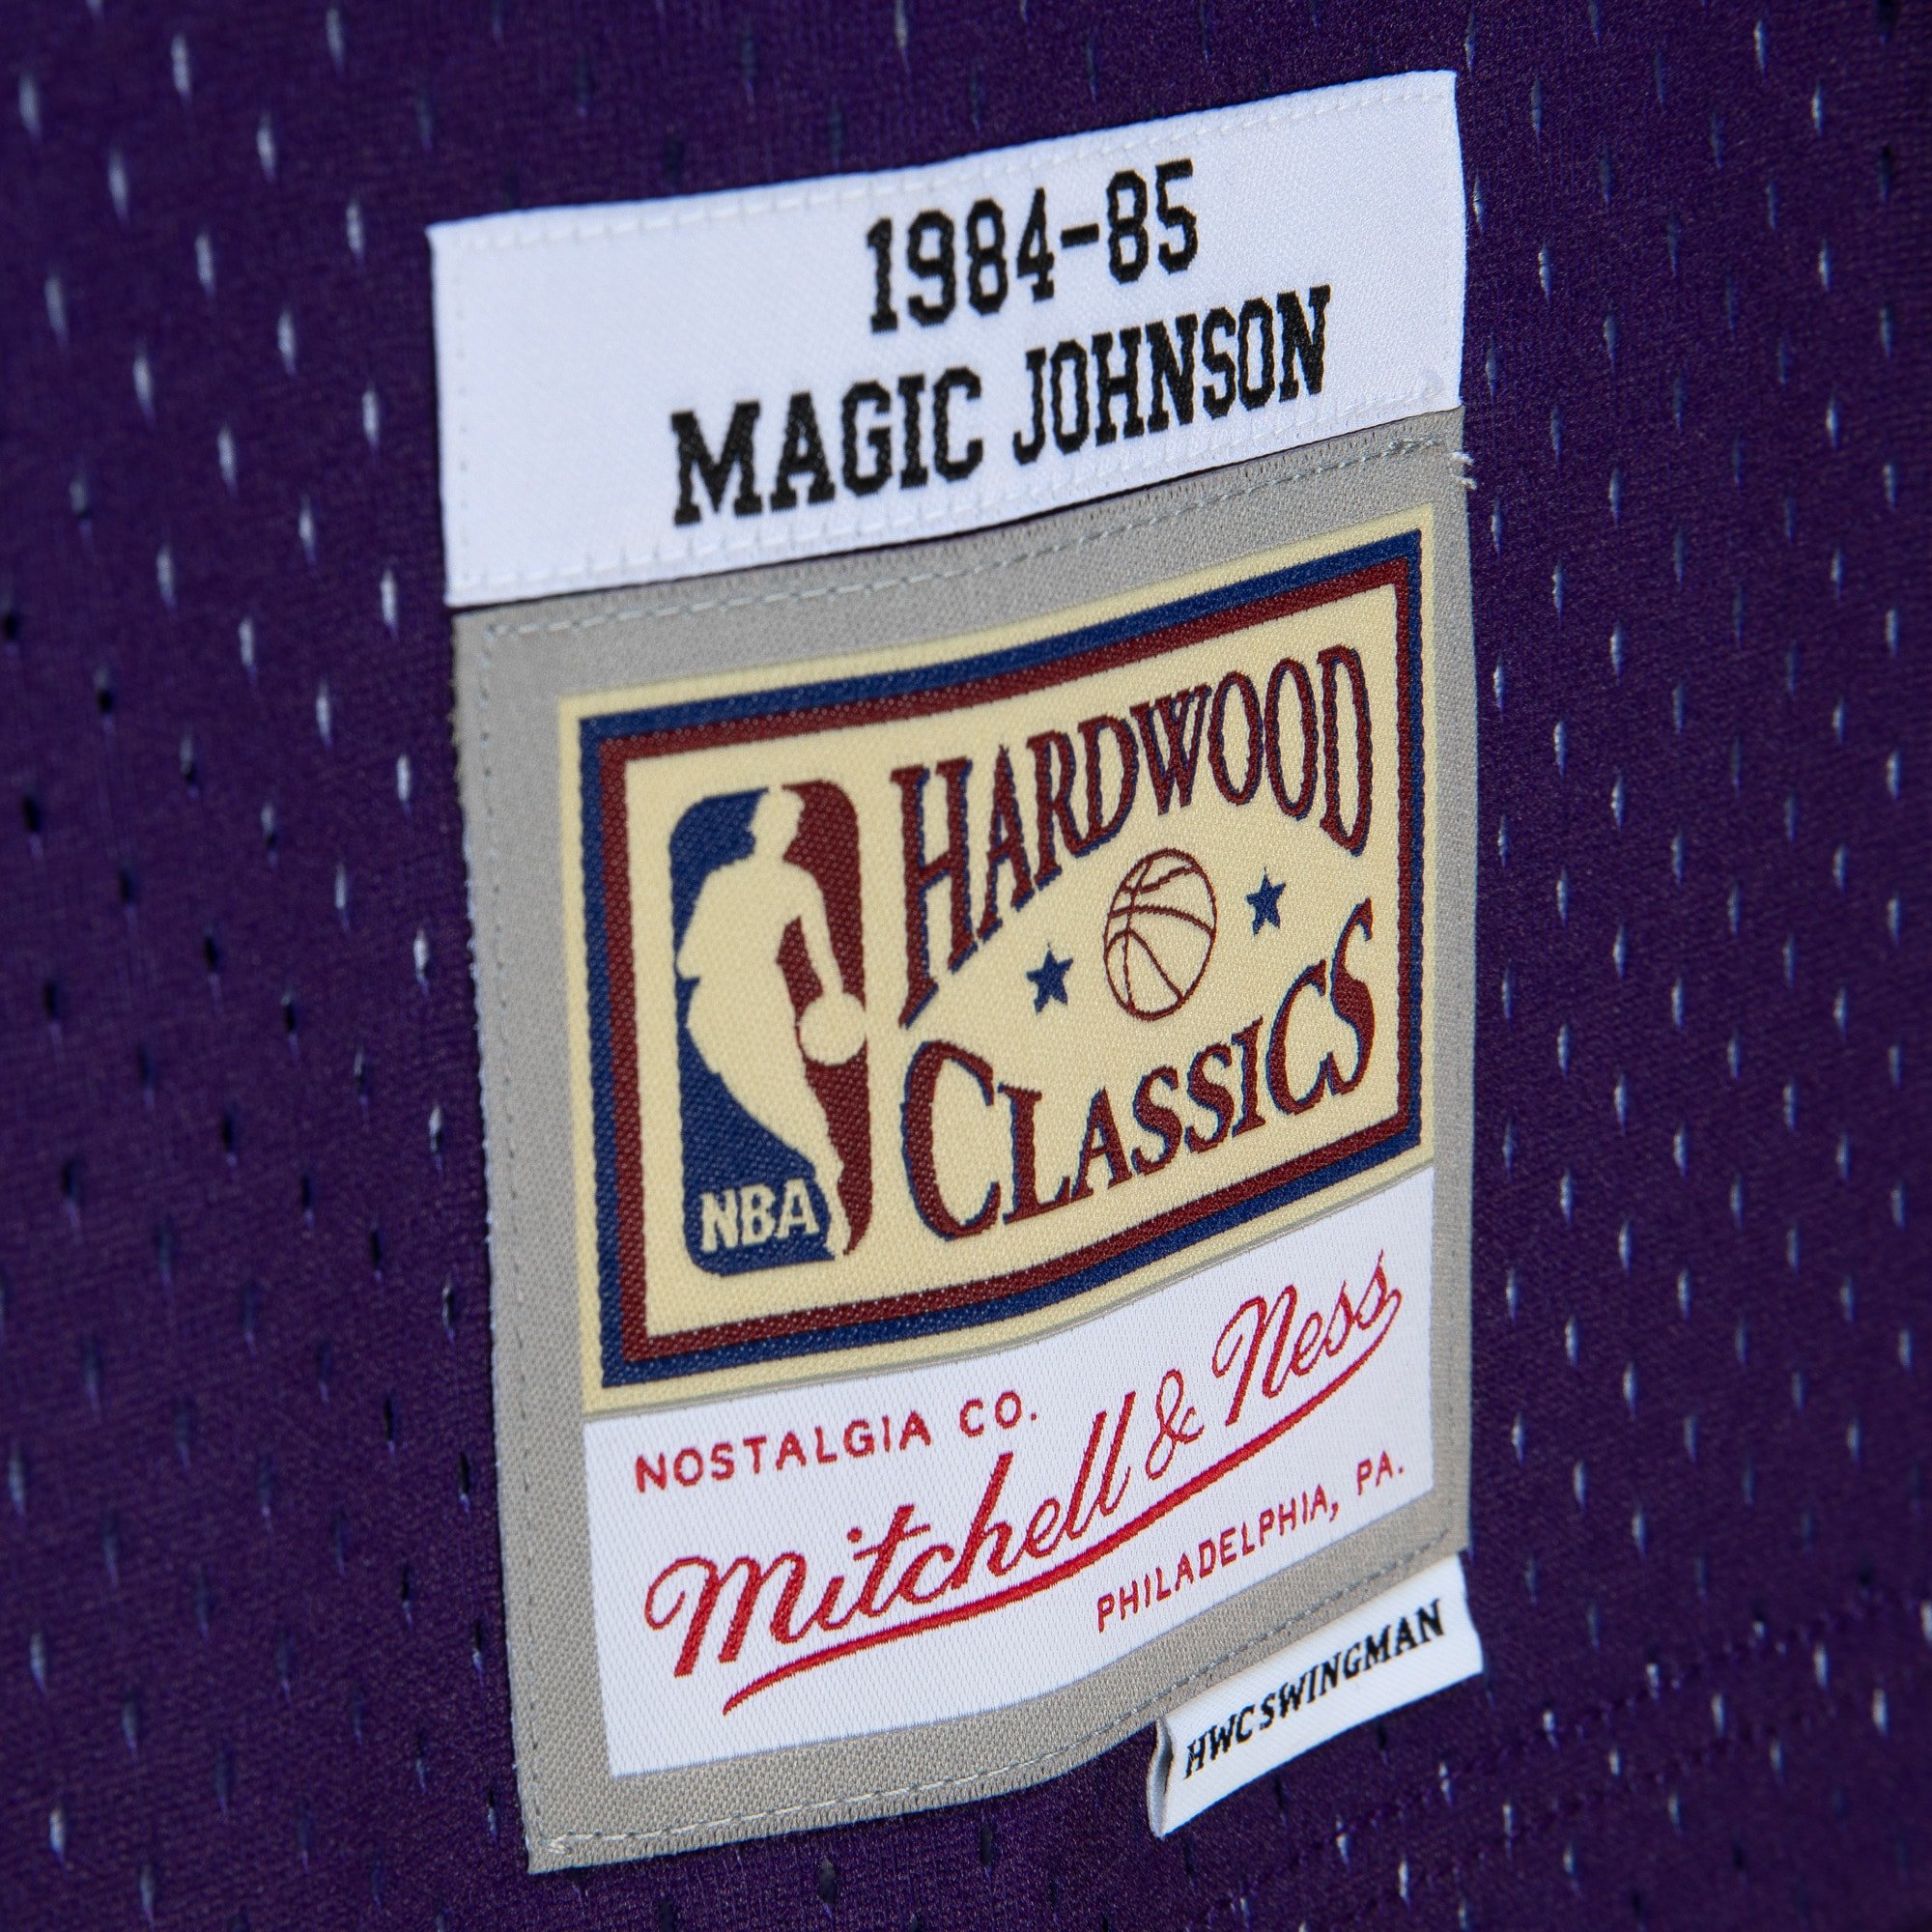 1984-85
MAGIC JOHNSON
HARDWOOD
CLASSICS
NBA
NOSTALGIA CO.
Mitchell & Ness
PHILADELPHIA, PA.
HWC SWINGMAN